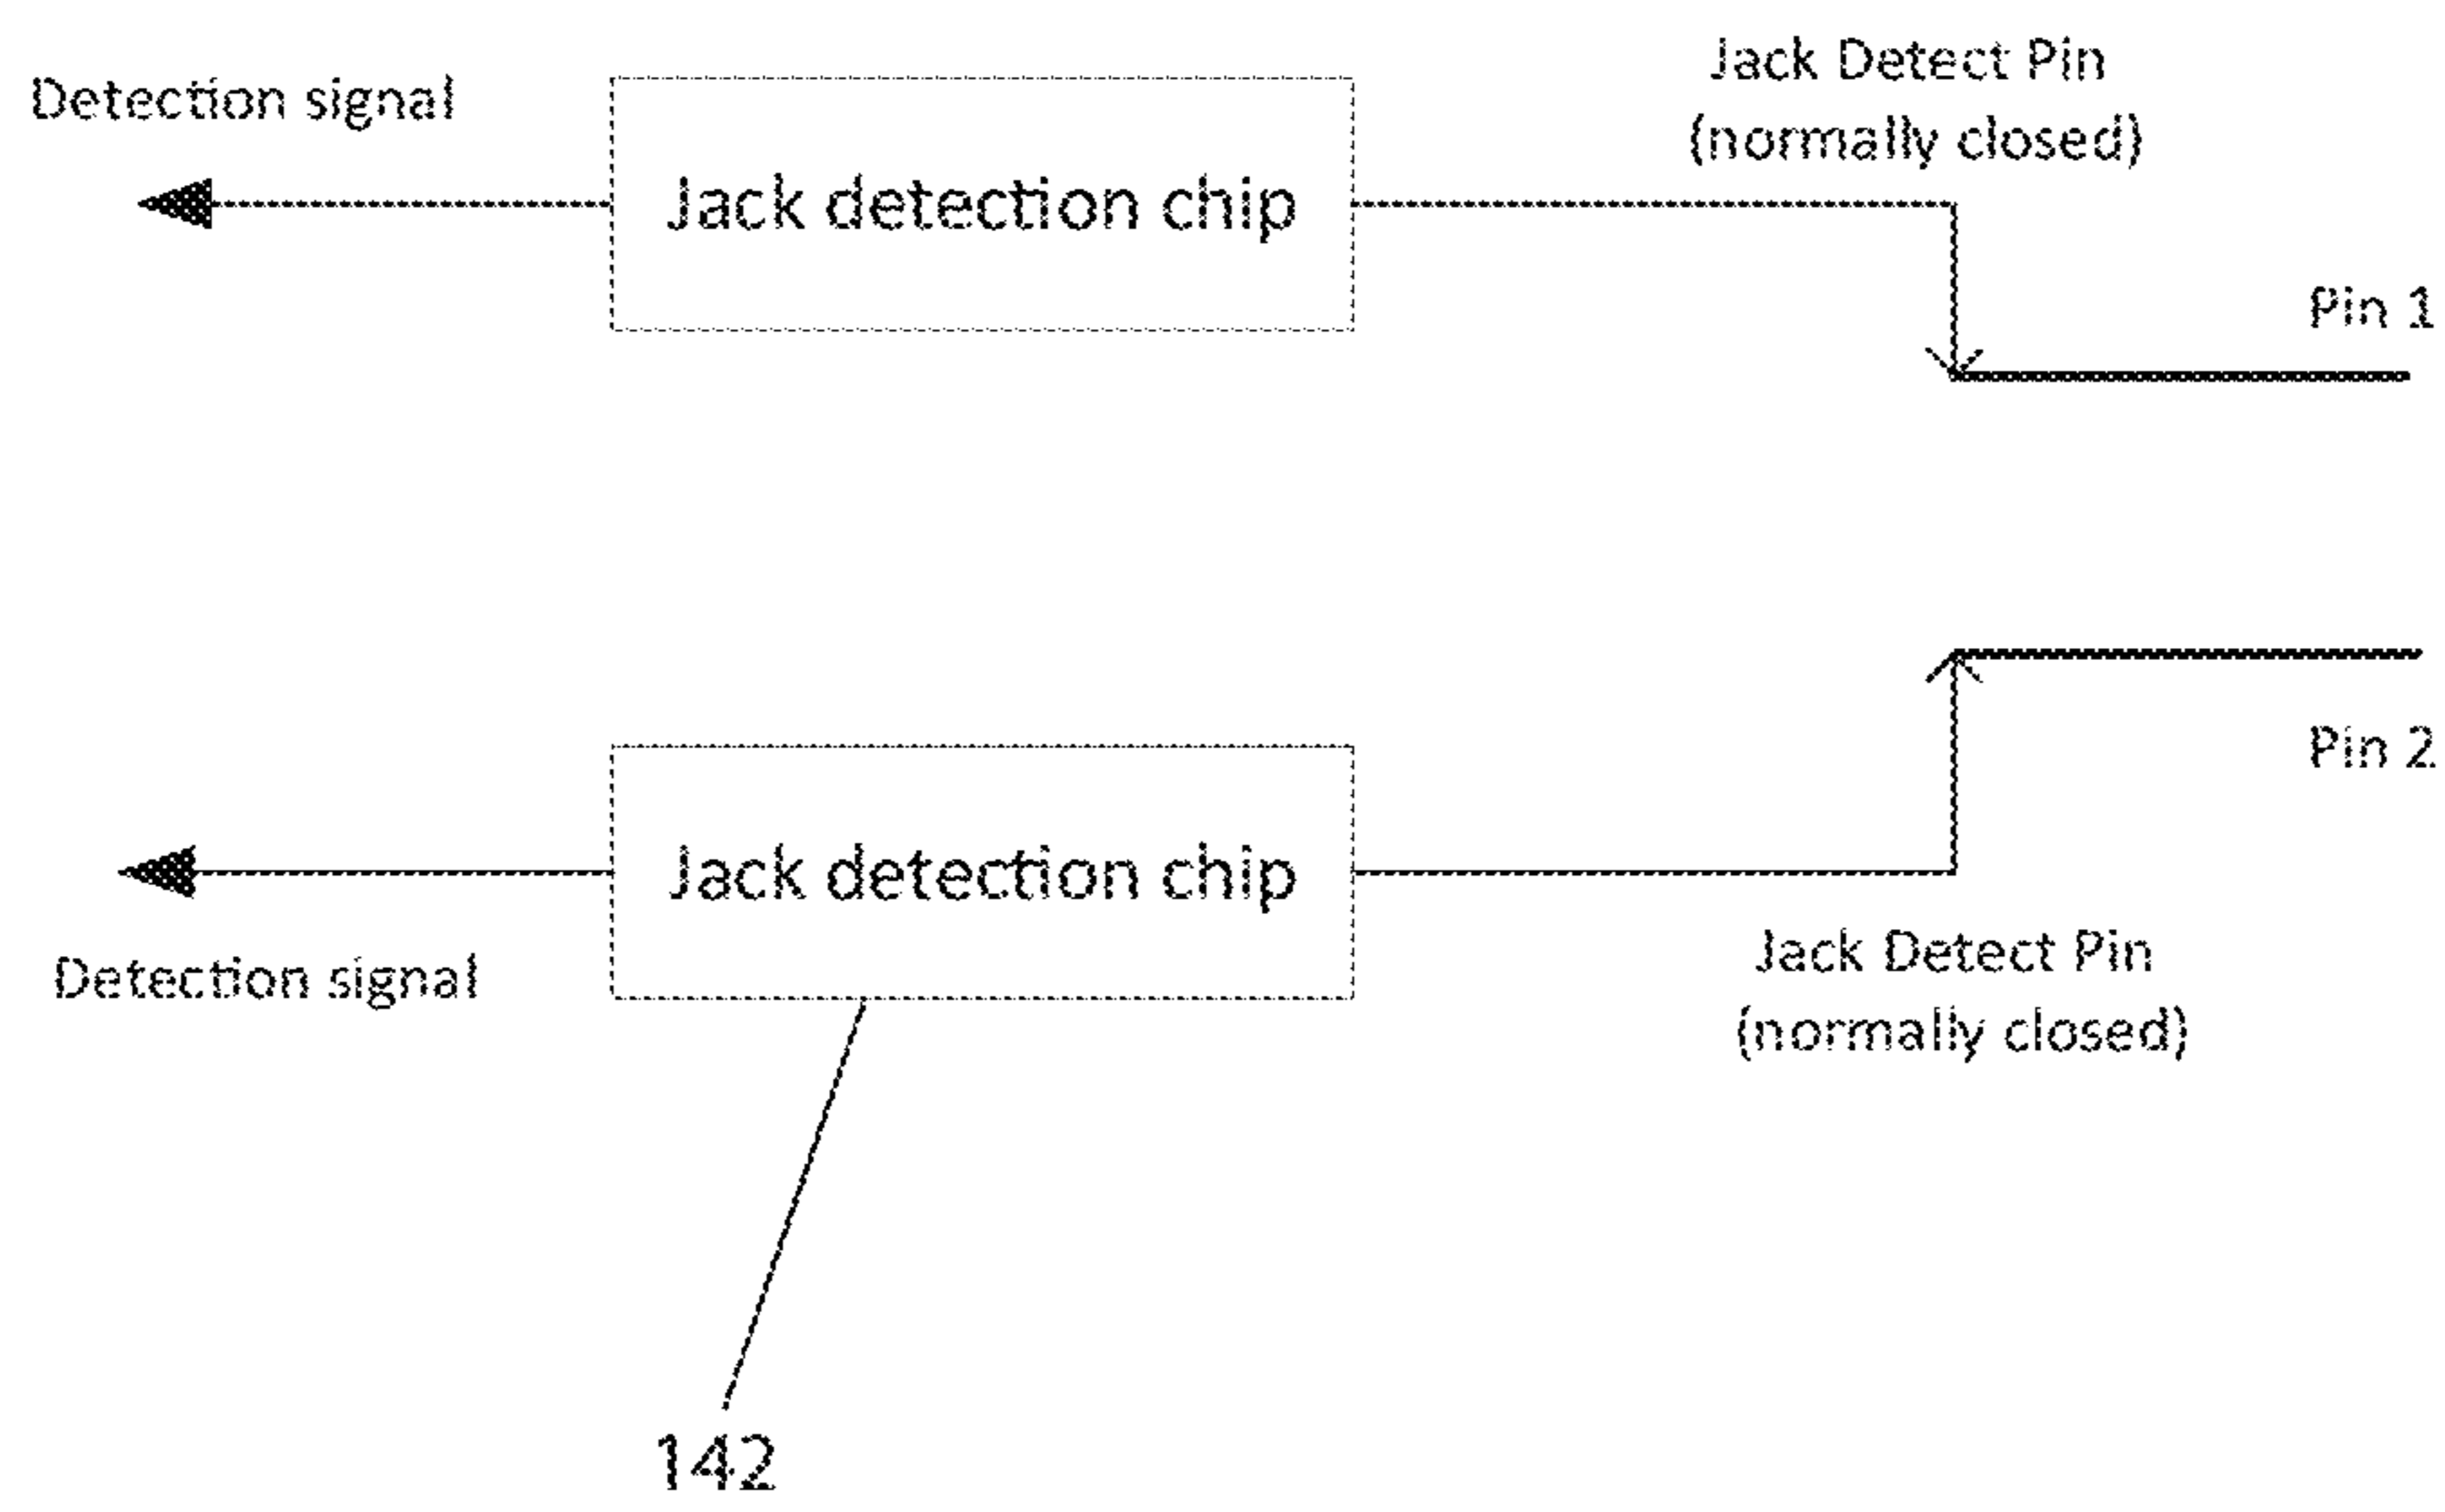 Detection signal
Jack detection chip
Jack Detect Pin
(normally closed)
Pin 1
Pin 2
Jack detection chip
Detection signal
Jack Detect Pin
(normally closed)
142